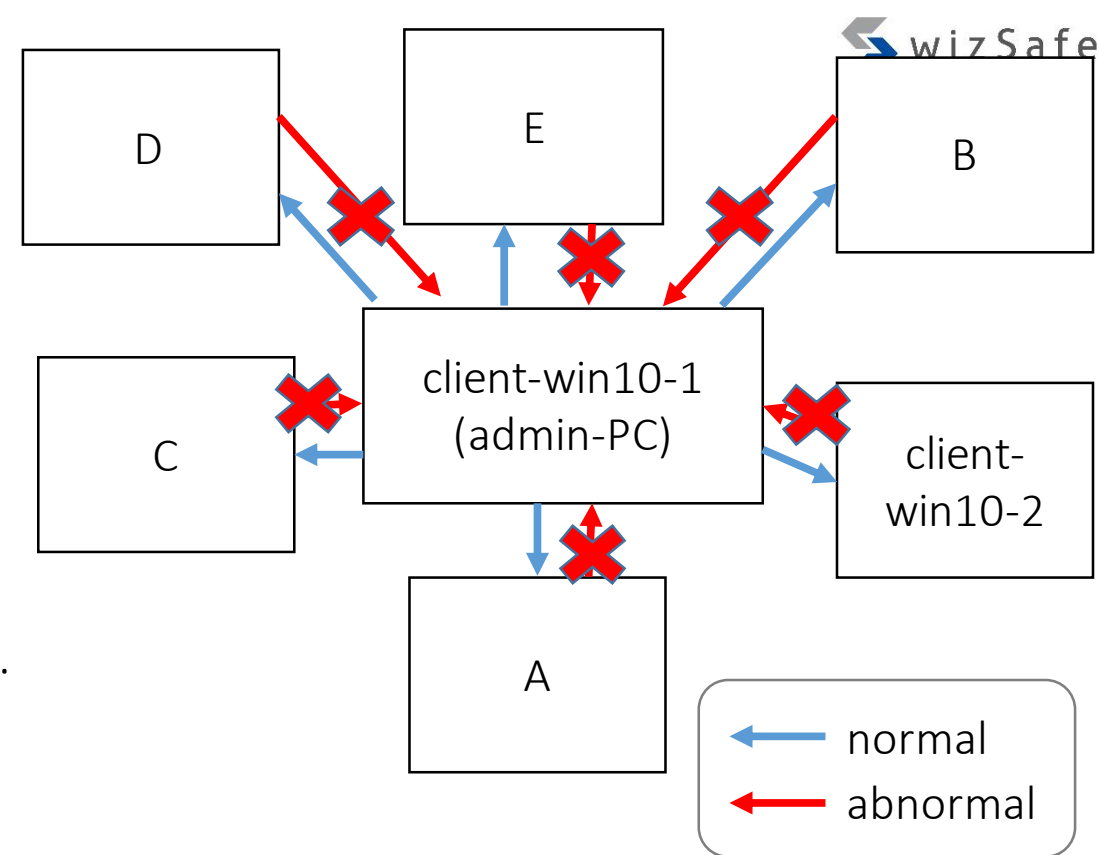 wizSafe
D
E
B
client-win10-1
(admin-PC)
C
client-
win10-2
A
.
normal
abnormal